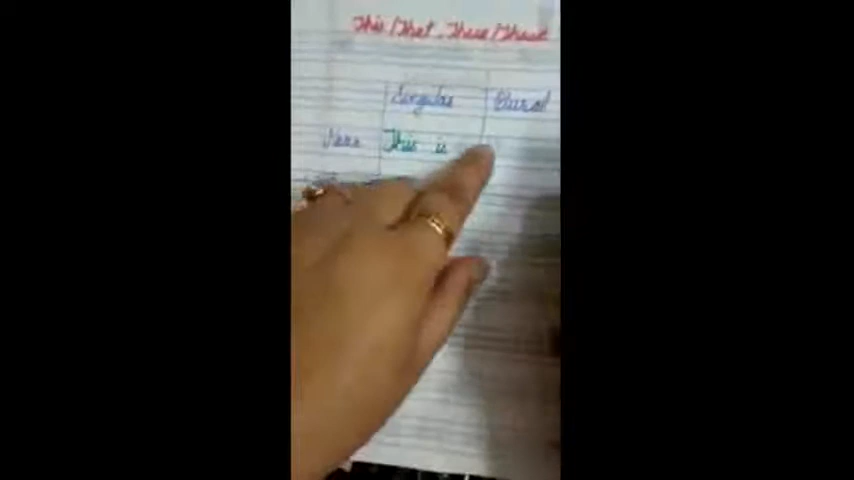 This / That, These / Those
Singular Plural
Near This is